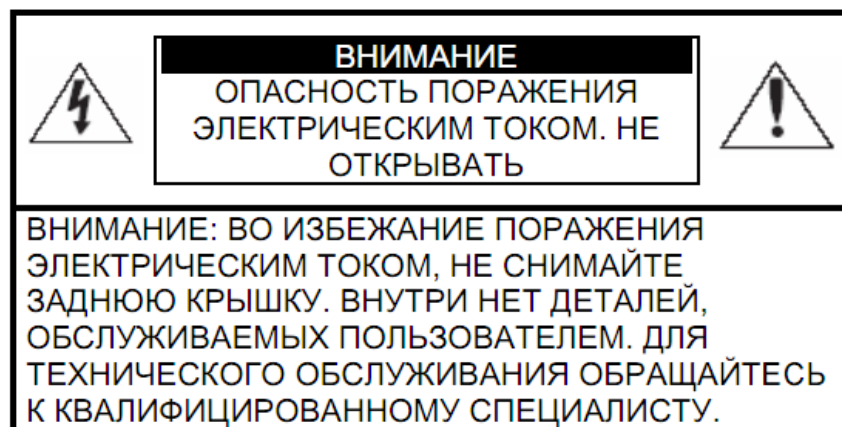 ВНИМАНИЕ
ОПАСНОСТЬ ПОРАЖЕНИЯ
ЭЛЕКТРИЧЕСКИМ ТОКОМ. НЕ
ОТКРЫВАТЬ
ВНИМАНИЕ: ВО ИЗБЕЖАНИЕ ПОРАЖЕНИЯ
ЭЛЕКТРИЧЕСКИМ ТОКОМ, НЕ СНИМАЙТЕ
ЗАДНЮЮ КРЫШКУ. ВНУТРИ НЕТ ДЕТАЛЕЙ,
ОБСЛУЖИВАЕМЫХ ПОЛЬЗОВАТЕЛЕМ. ДЛЯ
ТЕХНИЧЕСКОГО ОБСЛУЖИВАНИЯ ОБРАЩАЙТЕСЬ
К КВАЛИФИЦИРОВАННОМУ СПЕЦИАЛИСТУ.